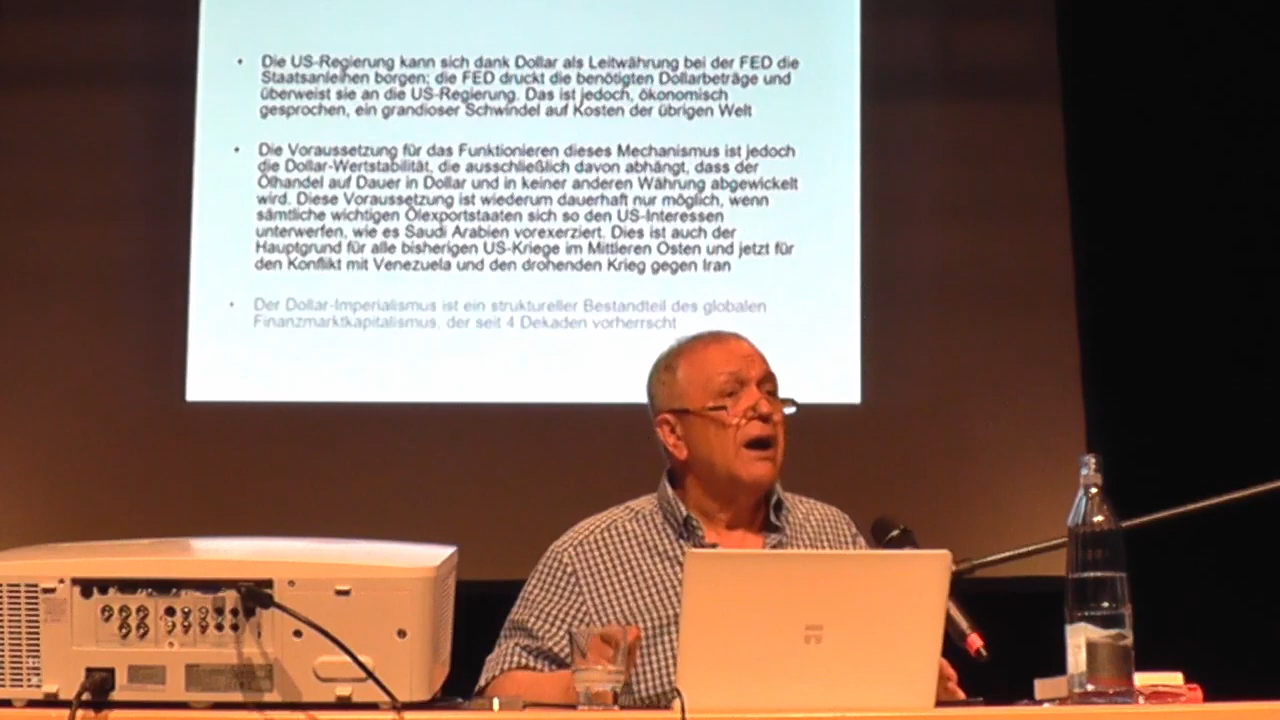 • Die US-Regierung kann sich dank Dollar als Leitwährung bei der FED die
Staatsanleihen borgen; die FED druckt die benötigten Dollarbeträge und
überweist sie an die US-Regierung. Das ist jedoch, ökonomisch
gesprochen, ein grandioser Schwindel auf Kosten der übrigen Welt
• Die Voraussetzung für das Funktionieren dieses Mechanismus ist jedoch
die Dollar-Wertstabilität, die ausschließlich davon abhängt, dass der
Ölhandel auf Dauer in Dollar und in keiner anderen Währung abgewickelt
wird. Diese Voraussetzung ist wiederum dauerhaft nur möglich, wenn
sämtliche wichtigen Ölexportstaaten sich so den US-Interessen
unterwerfen, wie es Saudi Arabien vorexerziert. Dies ist auch der
Hauptgrund für alle bisherigen US-Kriege im Mittleren Osten und jetzt für
den Konflikt mit Venezuela und den drohenden Krieg gegen Iran
• Der Dollar-Imperialismus ist ein struktureller Bestandteil des globalen
Finanzmarktkapitalismus, der seit 4 Dekaden vorherrscht